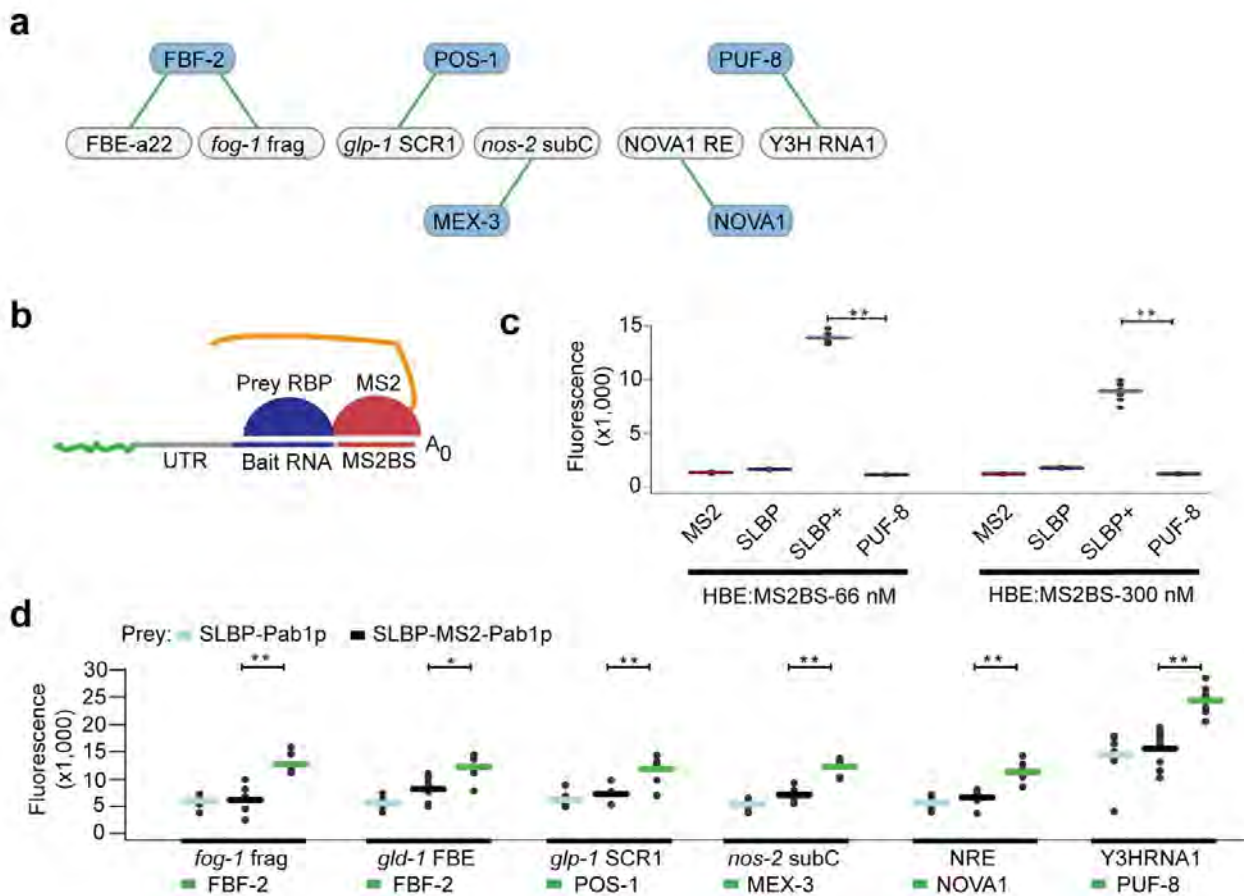 a
FBF-2 POS-1 PUF-8
FBE-a22 fog-1 frag glp-1 SCR1 nos-2 subC NOVA1 RE Y3H RNA1
MEX-3 NOVA1
b
Prey RBP MS2
UTR Bait RNA MS2BS A0
c
Fluorescence
(x1,000)
15
10
5
0
** **
MS2 SLBP SLBP+ PUF-8 MS2 SLBP SLBP+ PUF-8
HBE:MS2BS-66 nM HBE:MS2BS-300 nM
d
Prey: SLBP-Pab1p SLBP-MS2-Pab1p
Fluorescence
(x1,000)
30
25
20
15
10
5
0
** * ** ** ** **
fog-1 frag gld-1 FBE glp-1 SCR1 nos-2 subC NRE Y3HRNA1
FBF-2 FBF-2 POS-1 MEX-3 NOVA1 PUF-8